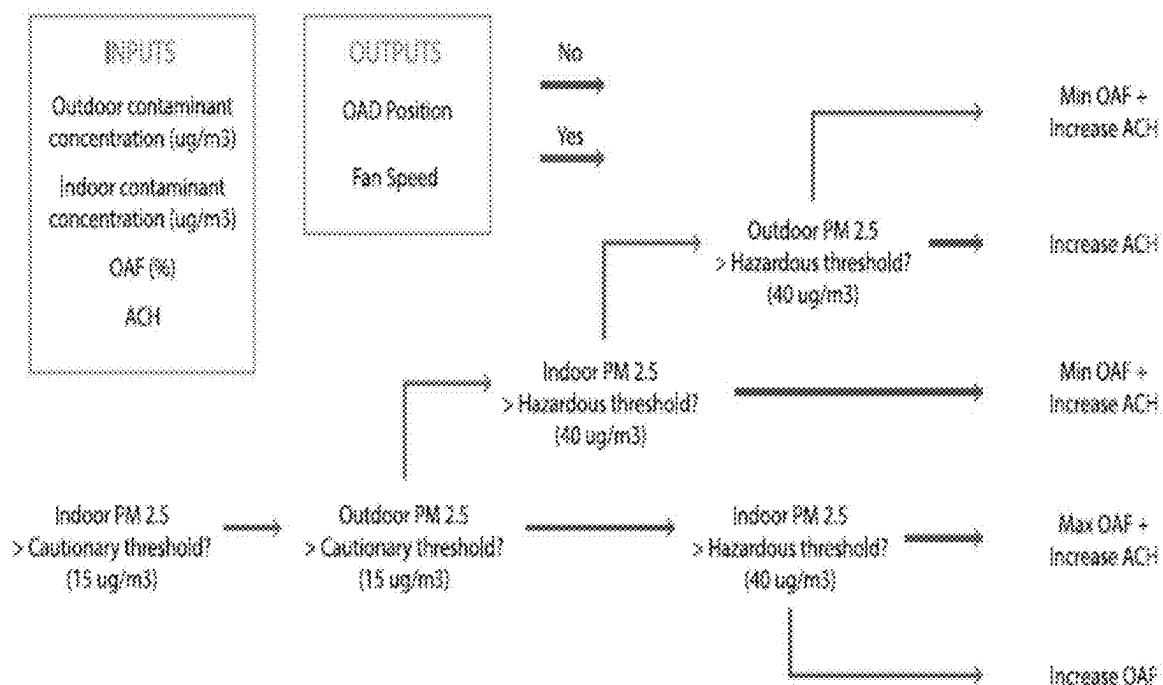 INPUTS
Outdoor contaminant
concentration (ug/m3)
Indoor contaminant
concentration (ug/m3)
OAF (%)
ACH
OUTPUTS
OAD Position
Fan Speed
No
Yes
Min OAF +
Increase ACH
Outdoor PM 2.5
> Hazardous threshold?
(40 ug/m3)
Increase ACH
Indoor PM 2.5
> Hazardous threshold?
(40 ug/m3)
Min OAF +
Increase ACH
Indoor PM 2.5
> Cautionary threshold?
(15 ug/m3)
Outdoor PM 2.5
> Cautionary threshold?
(15 ug/m3)
Indoor PM 2.5
> Hazardous threshold?
(40 ug/m3)
Max OAF +
Increase ACH
Increase OAF